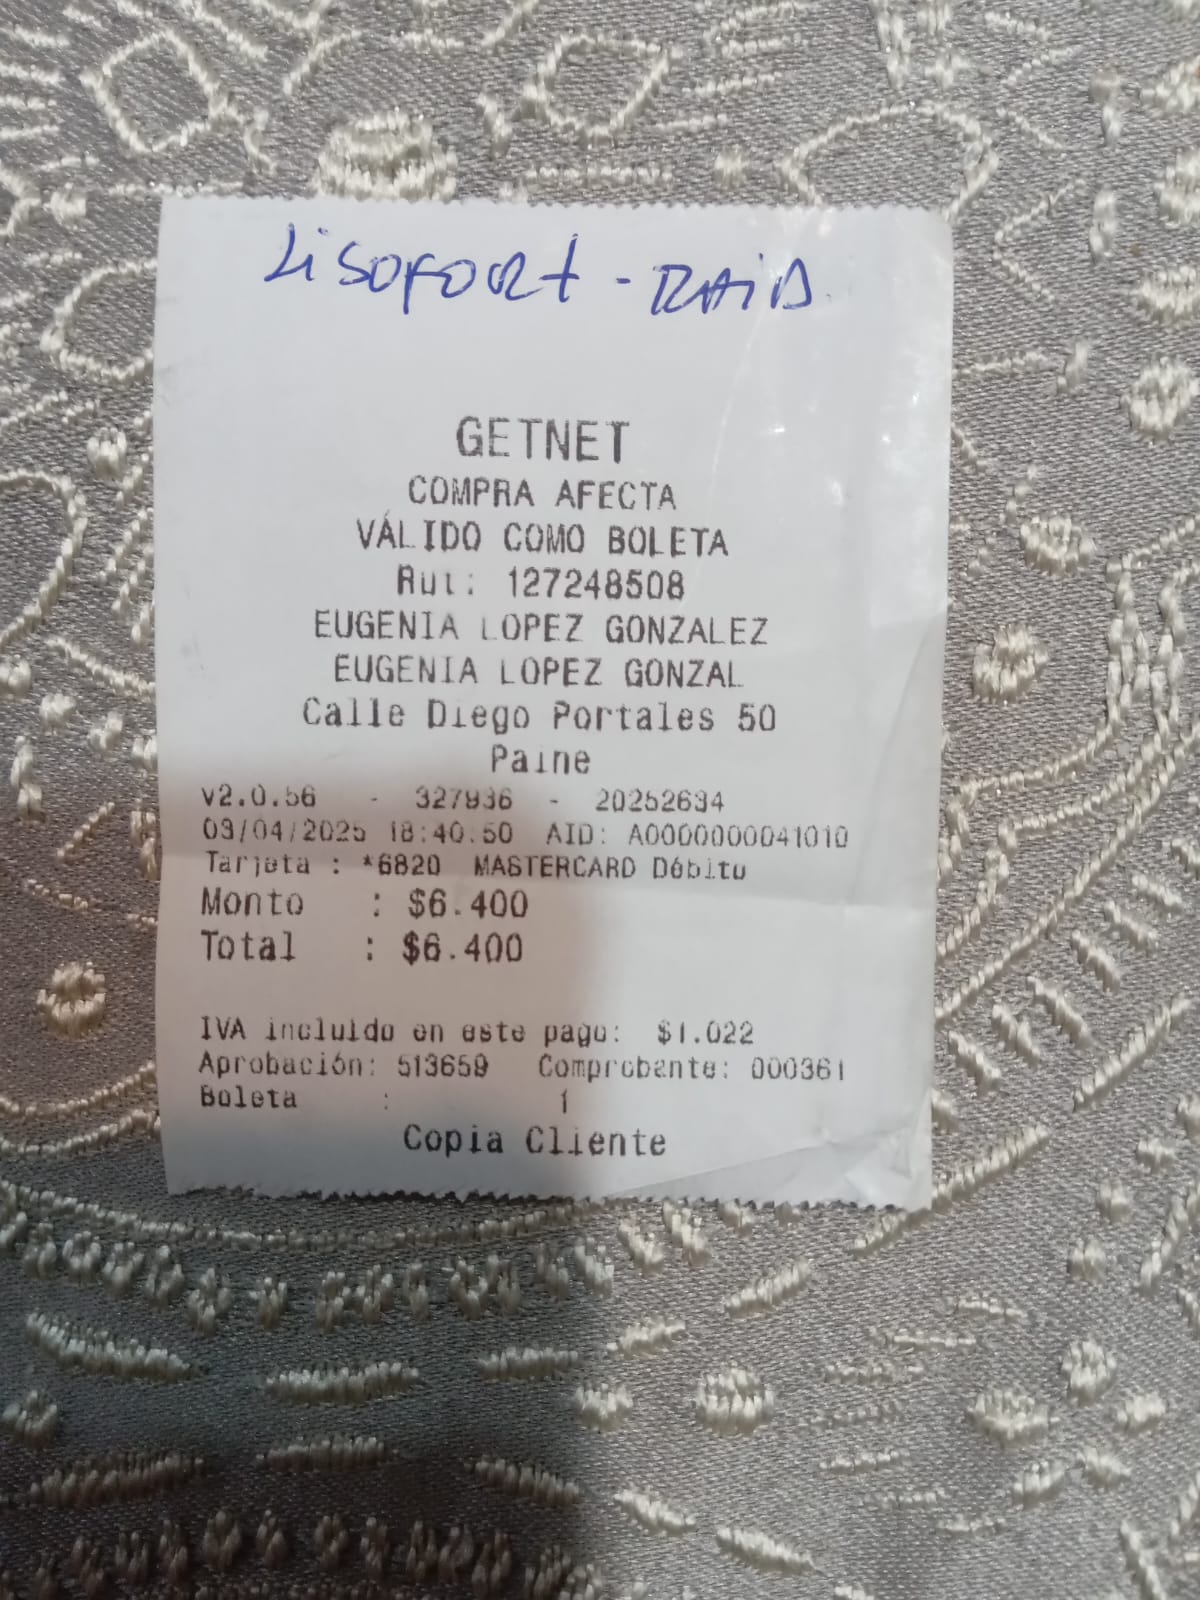 Lisofort - RAID
GETNET
COMPRA AFECTA
VÁLIDO COMO BOLETA
Rut: 127248508
EUGENIA LOPEZ GONZALEZ
EUGENIA LOPEZ GONZAL
Calle Diego Portales 50
Paine
v2.0.56 - 327936 - 20252634
03/04/2025 18:40:50 AID: A0000000041010
Tarjeta : *6820 MASTERCARD Débito
Monto : $6.400
Total : $6.400
IVA incluido en este pago: $1.022
Aprobación: 513659 Comprobante: 000361
Boleta : 1
Copia Cliente